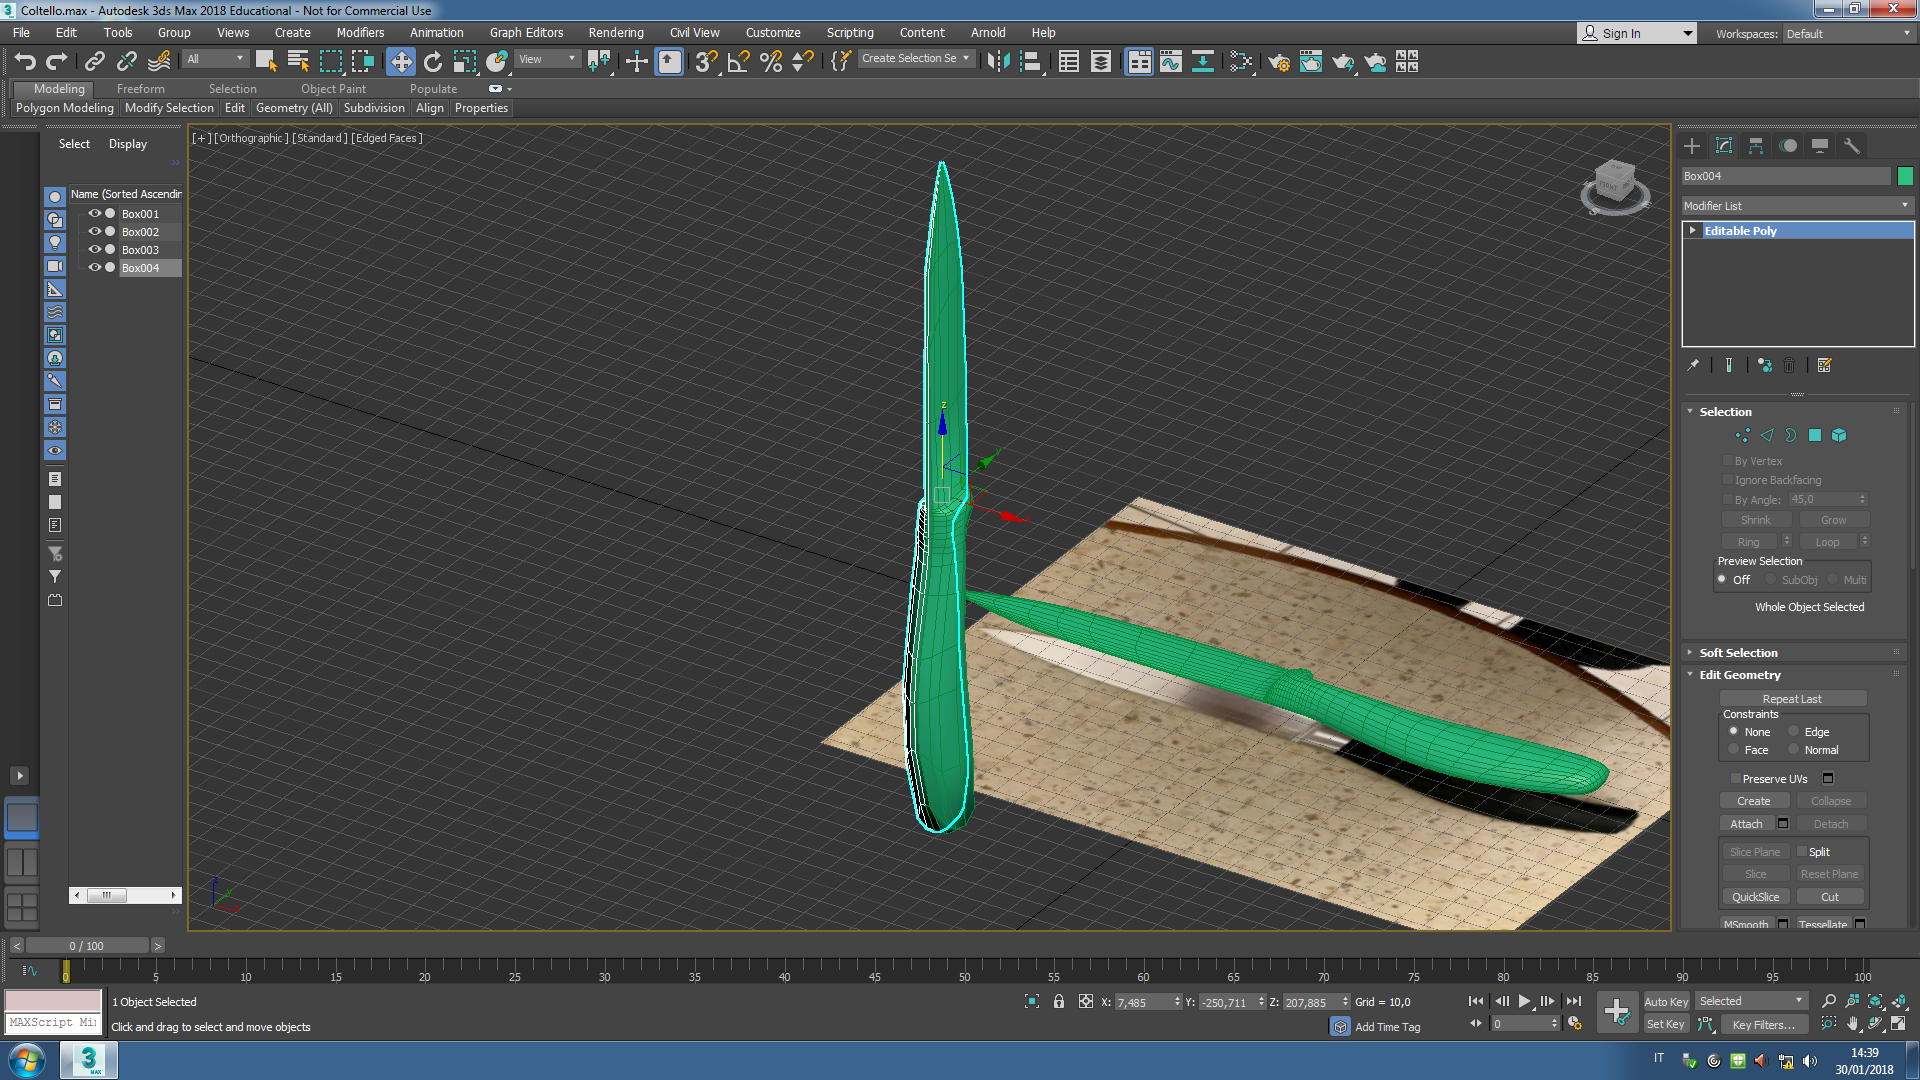 Coltello.max - Autodesk 3ds Max 2018 Educational - Not for Commercial Use
File Edit Tools Group Views Create Modifiers Animation Graph Editors Rendering Civil View Customize Scripting Content Arnold Help
Sign In Workspaces: Default
All View Create Selection Se
Modeling Freeform Selection Object Paint Populate
Polygon Modeling Modify Selection Edit Geometry (All) Subdivision Align Properties
Select Display
[+] [Orthographic] [Standard] [Edged Faces]
Name (Sorted Ascendin
Box001
Box002
Box003
Box004
z
y
FRONT
Box004
Modifier List
Editable Poly
Selection
By Vertex
Ignore Backfacing
By Angle: 45,0
Shrink Grow
Ring Loop
Preview Selection
Off SubObj Multi
Whole Object Selected
Soft Selection
Edit Geometry
Repeat Last
Constraints
None Edge
Face Normal
Preserve UVs
Create Collapse
Attach Detach
Slice Plane Split
Slice Reset Plane
QuickSlice Cut
MSmooth Tessellate
< 0 / 100 >
0 5 10 15 20 25 30 35 40 45 50 55 60 65 70 75 80 85 90 95 100
1 Object Selected
X: 7,485 Y: -250,711 Z: 207,885 Grid = 10,0
Auto Key Selected
MAXScript Mi
Click and drag to select and move objects
Add Time Tag
0
Set Key Key Filters...
3
MAX
IT
14:39
30/01/2018